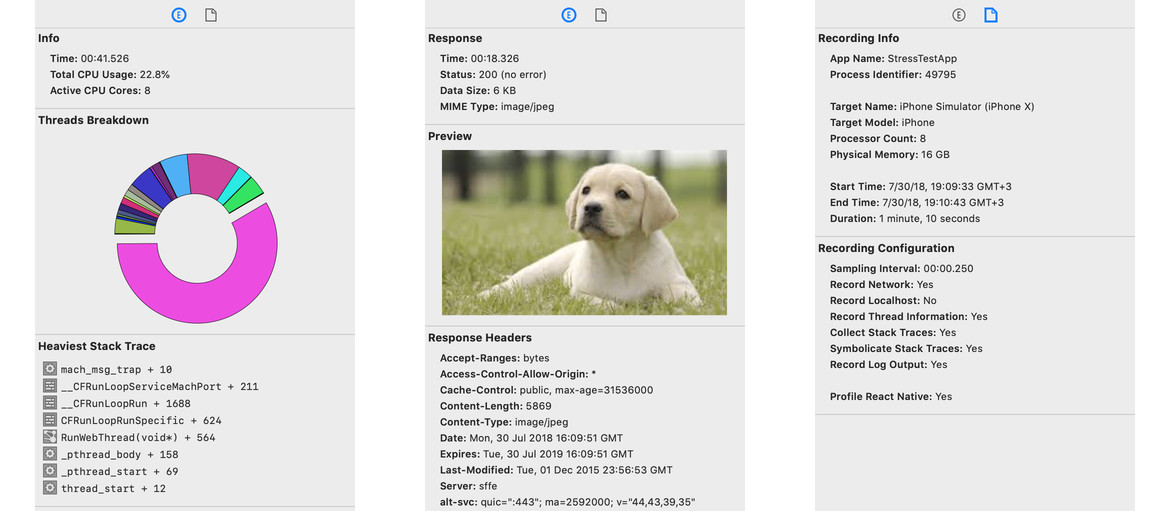 E
Info
Time: 00:41.526
Total CPU Usage: 22.8%
Active CPU Cores: 8
Threads Breakdown
Heaviest Stack Trace
mach_msg_trap + 10
__CFRunLoopServiceMachPort + 211
__CFRunLoopRun + 1688
CFRunLoopRunSpecific + 624
RunWebThread(void*) + 564
_pthread_body + 158
_pthread_start + 69
thread_start + 12
E
Response
Time: 00:18.326
Status: 200 (no error)
Data Size: 6 KB
MIME Type: image/jpeg
Preview
Response Headers
Accept-Ranges: bytes
Access-Control-Allow-Origin: *
Cache-Control: public, max-age=31536000
Content-Length: 5869
Content-Type: image/jpeg
Date: Mon, 30 Jul 2018 16:09:51 GMT
Expires: Tue, 30 Jul 2019 16:09:51 GMT
Last-Modified: Tue, 01 Dec 2015 23:56:53 GMT
Server: sffe
alt-svc: quic=":443"; ma=2592000; v="44,43,39,35"
E
Recording Info
App Name: StressTestApp
Process Identifier: 49795
Target Name: iPhone Simulator (iPhone X)
Target Model: iPhone
Processor Count: 8
Physical Memory: 16 GB
Start Time: 7/30/18, 19:09:33 GMT+3
End Time: 7/30/18, 19:10:43 GMT+3
Duration: 1 minute, 10 seconds
Recording Configuration
Sampling Interval: 00:00.250
Record Network: Yes
Record Localhost: No
Record Thread Information: Yes
Collect Stack Traces: Yes
Symbolicate Stack Traces: Yes
Record Log Output: Yes
Profile React Native: Yes